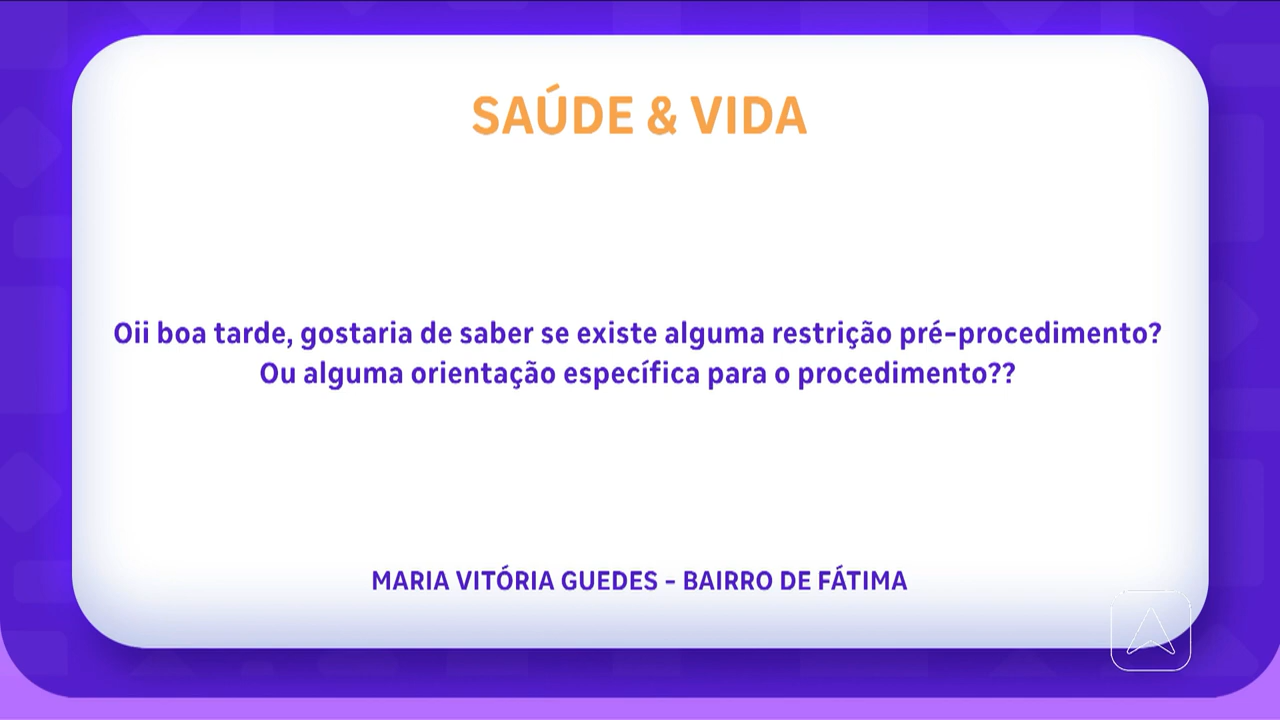 SAÚDE & VIDA
Oii boa tarde, gostaria de saber se existe alguma restrição pré-procedimento?
Ou alguma orientação específica para o procedimento??
MARIA VITÓRIA GUEDES - BAIRRO DE FÁTIMA